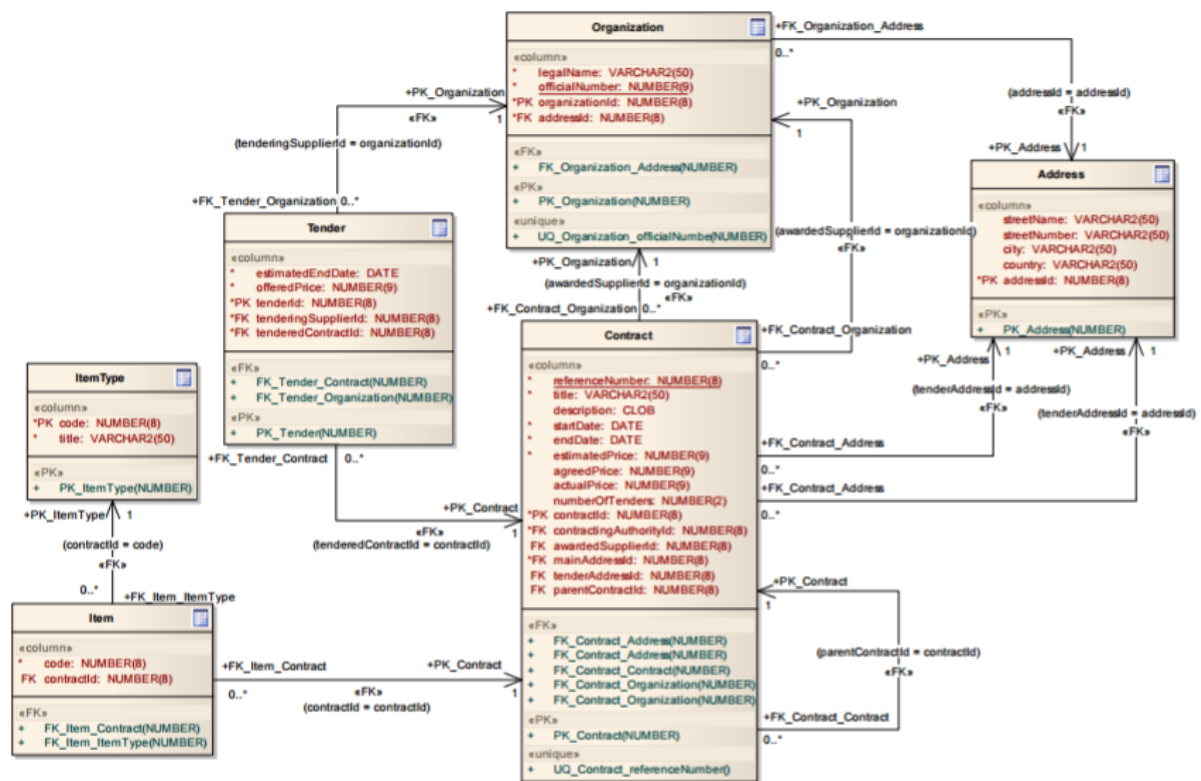 Organization
«column»
* legalName: VARCHAR2(50)
* officialNumber: NUMBER(9)
*PK organizationId: NUMBER(8)
*FK addressId: NUMBER(8)
«FK»
+ FK_Organization_Address(NUMBER)
«PK»
+ PK_Organization(NUMBER)
«unique»
+ UQ_Organization_officialNumbe(NUMBER)
+FK_Organization_Address
0..*
(addressId = addressId)
«FK»
+PK_Address 1
+PK_Organization
1
«FK»
(tenderingSupplierId = organizationId)
+FK_Tender_Organization 0..*
+PK_Organization
1
(awardedSupplierId = organizationId)
«FK»
+FK_Contract_Organization
0..*
+PK_Organization 1
(awardedSupplierId = organizationId)
«FK»
+FK_Contract_Organization 0..*
Address
«column»
streetName: VARCHAR2(50)
streetNumber: VARCHAR2(50)
city: VARCHAR2(50)
country: VARCHAR2(50)
*PK addressId: NUMBER(8)
«PK»
+ PK_Address(NUMBER)
Tender
«column»
* estimatedEndDate: DATE
* offeredPrice: NUMBER(9)
*PK tenderId: NUMBER(8)
*FK tenderingSupplierId: NUMBER(8)
*FK tenderedContractId: NUMBER(8)
«FK»
+ FK_Tender_Contract(NUMBER)
+ FK_Tender_Organization(NUMBER)
«PK»
+ PK_Tender(NUMBER)
+FK_Tender_Contract 0..*
+PK_Contract
1
«FK»
(tenderedContractId = contractId)
Contract
«column»
* referenceNumber: NUMBER(8)
* title: VARCHAR2(50)
description: CLOB
* startDate: DATE
* endDate: DATE
* estimatedPrice: NUMBER(9)
agreedPrice: NUMBER(9)
actualPrice: NUMBER(9)
numberOfTenders: NUMBER(2)
*PK contractId: NUMBER(8)
*FK contractingAuthorityId: NUMBER(8)
FK awardedSupplierId: NUMBER(8)
*FK mainAddressId: NUMBER(8)
FK tenderAddressId: NUMBER(8)
FK parentContractId: NUMBER(8)
«FK»
+ FK_Contract_Address(NUMBER)
+ FK_Contract_Address(NUMBER)
+ FK_Contract_Contract(NUMBER)
+ FK_Contract_Organization(NUMBER)
+ FK_Contract_Organization(NUMBER)
«PK»
+ PK_Contract(NUMBER)
«unique»
+ UQ_Contract_referenceNumber()
+PK_Address 1
(tenderAddressId = addressId)
«FK»
+FK_Contract_Address
0..*
+PK_Address 1
(tenderAddressId = addressId)
«FK»
+FK_Contract_Address
0..*
+PK_Contract
1
(parentContractId = contractId)
«FK»
+FK_Contract_Contract
0..*
ItemType
«column»
*PK code: NUMBER(8)
* title: VARCHAR2(50)
«PK»
+ PK_ItemType(NUMBER)
+PK_ItemType 1
(contractId = code)
«FK»
0..*
+FK_Item_ItemType
Item
«column»
* code: NUMBER(8)
FK contractId: NUMBER(8)
«FK»
+ FK_Item_Contract(NUMBER)
+ FK_Item_ItemType(NUMBER)
+FK_Item_Contract
0..*
+PK_Contract
1
«FK»
(contractId = contractId)